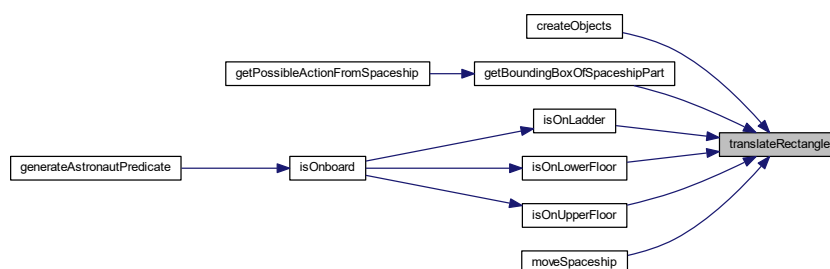 createObjects
getPossibleActionFromSpaceship
getBoundingBoxOfSpaceshipPart
isOnLadder
translateRectangle
generateAstronautPredicate
isOnboard
isOnLowerFloor
isOnUpperFloor
moveSpaceship